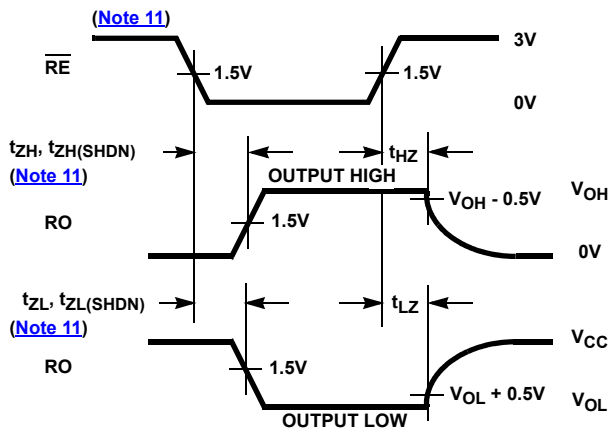 (Note 11)
RE
3V
1.5V
1.5V
0V
tZH, tZH(SHDN)
(Note 11)
tHZ
OUTPUT HIGH
VOH - 0.5V
VOH
RO
1.5V
0V
tZL, tZL(SHDN)
(Note 11)
tLZ
VCC
RO
1.5V
VOL + 0.5V
VOL
OUTPUT LOW